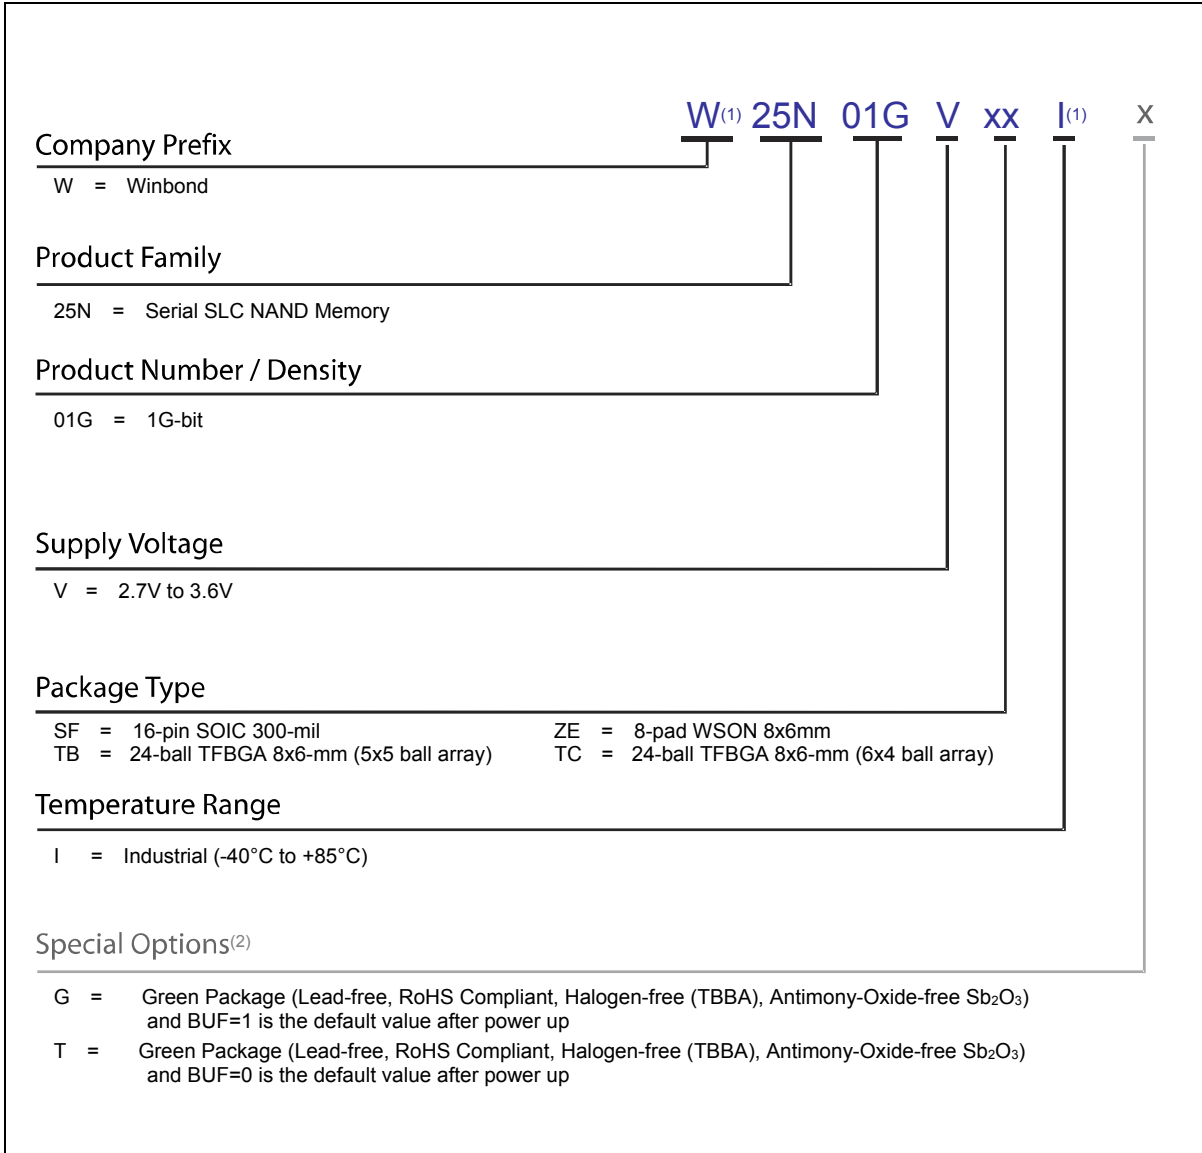 W(1) 25N 01G V xx I(1) x
Company Prefix
W = Winbond
Product Family
25N = Serial SLC NAND Memory
Product Number / Density
01G = 1G-bit
Supply Voltage
V = 2.7V to 3.6V
Package Type
SF = 16-pin SOIC 300-mil ZE = 8-pad WSON 8x6mm
TB = 24-ball TFBGA 8x6-mm (5x5 ball array) TC = 24-ball TFBGA 8x6-mm (6x4 ball array)
Temperature Range
I = Industrial (-40°C to +85°C)
Special Options(2)
G = Green Package (Lead-free, RoHS Compliant, Halogen-free (TBBA), Antimony-Oxide-free Sb2O3)
and BUF=1 is the default value after power up
T = Green Package (Lead-free, RoHS Compliant, Halogen-free (TBBA), Antimony-Oxide-free Sb2O3)
and BUF=0 is the default value after power up